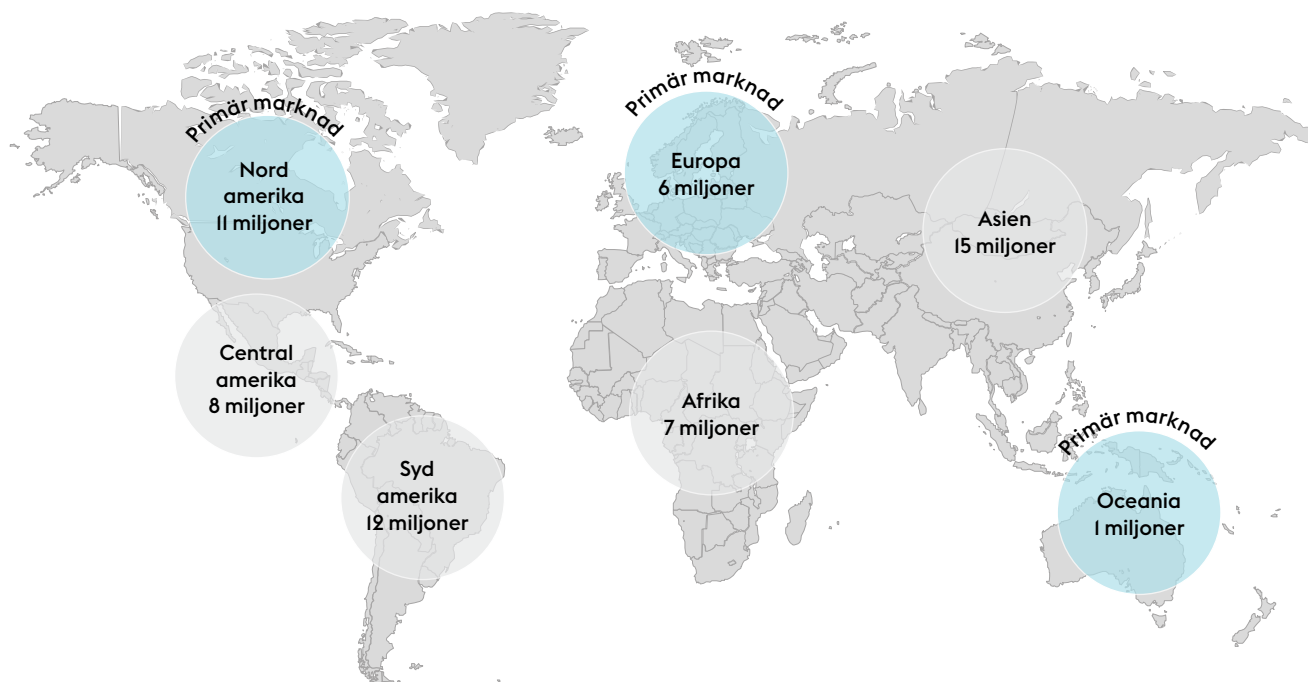 Primär marknad
Nord
amerika
11 miljoner
Primär marknad
Europa
6 miljoner
Asien
15 miljoner
Central
amerika
8 miljoner
Afrika
7 miljoner
Syd
amerika
12 miljoner
Primär marknad
Oceania
1 miljoner